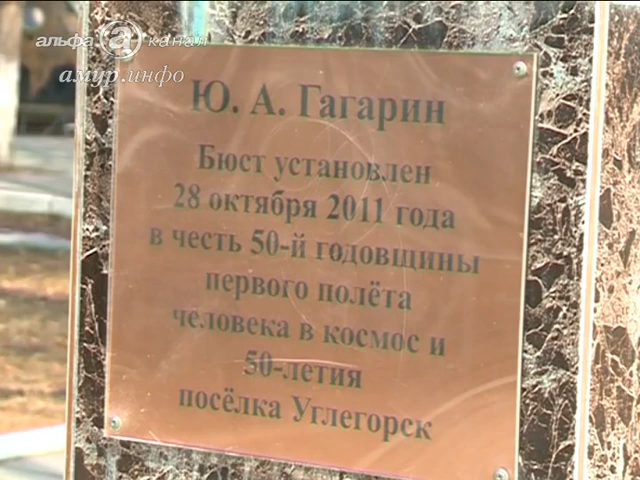 альфа а канал
амур.инфо
Ю. А. Гагарин
Бюст установлен
28 октября 2011 года
в честь 50-й годовщины
первого полёта
человека в космос и
50-летия
посёлка Углегорск